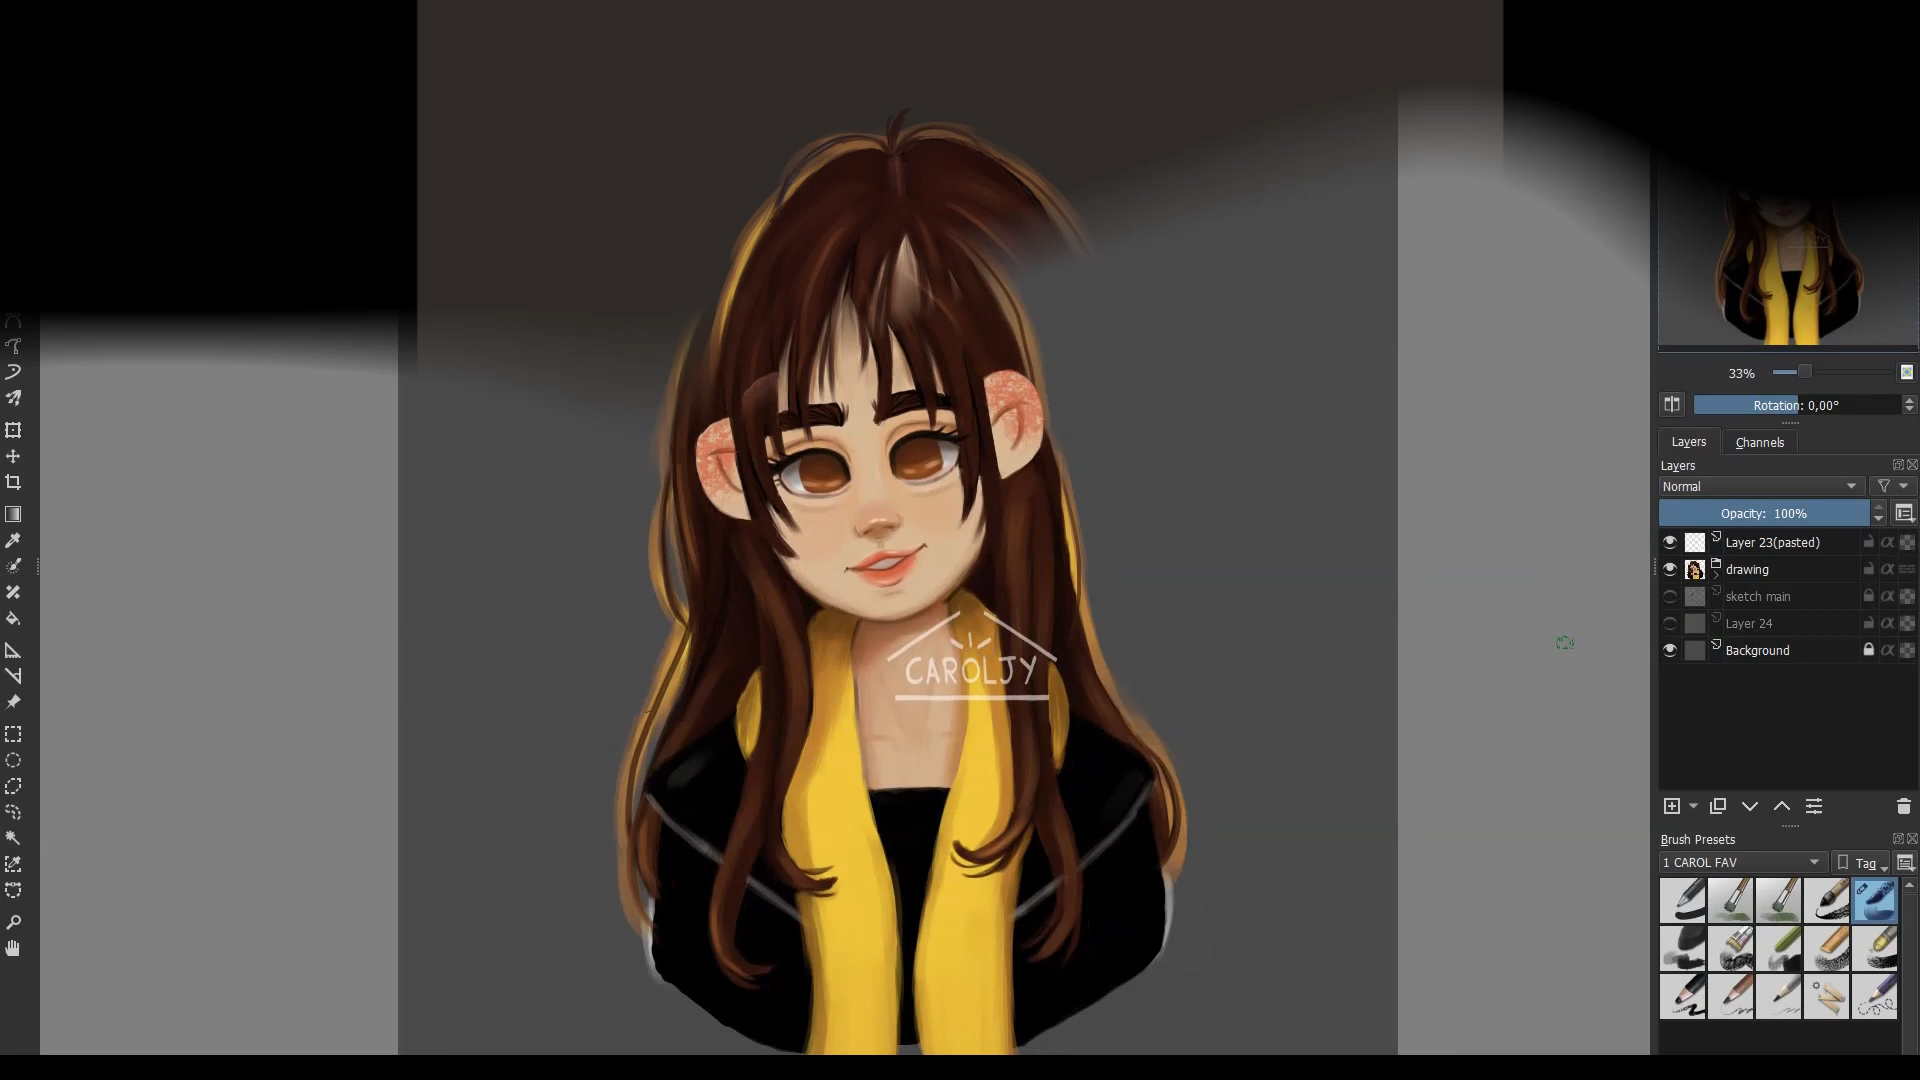 33%
Rotation: 0,00°
Layers
Channels
Layers
Normal
Opacity: 100%
Layer 23(pasted)
drawing
sketch main
Layer 24
Background
CAROLJY
Brush Presets
1 CAROL FAV
Tag